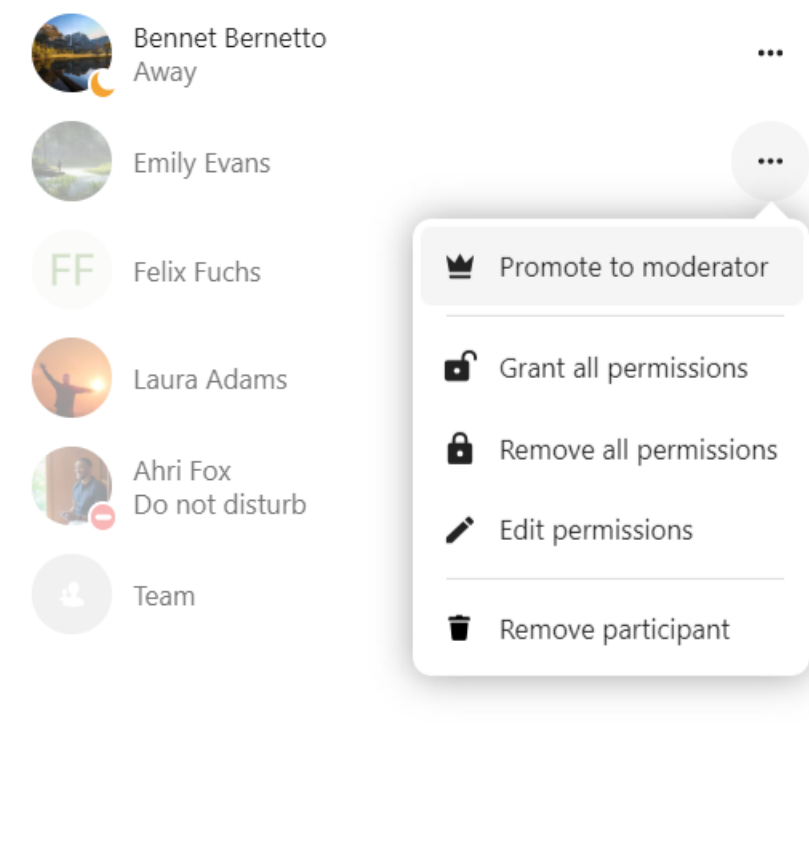 Bennet Bernetto
Away
Emily Evans
FF
Felix Fuchs
Laura Adams
Ahri Fox
Do not disturb
Team
Promote to moderator
Grant all permissions
Remove all permissions
Edit permissions
Remove participant